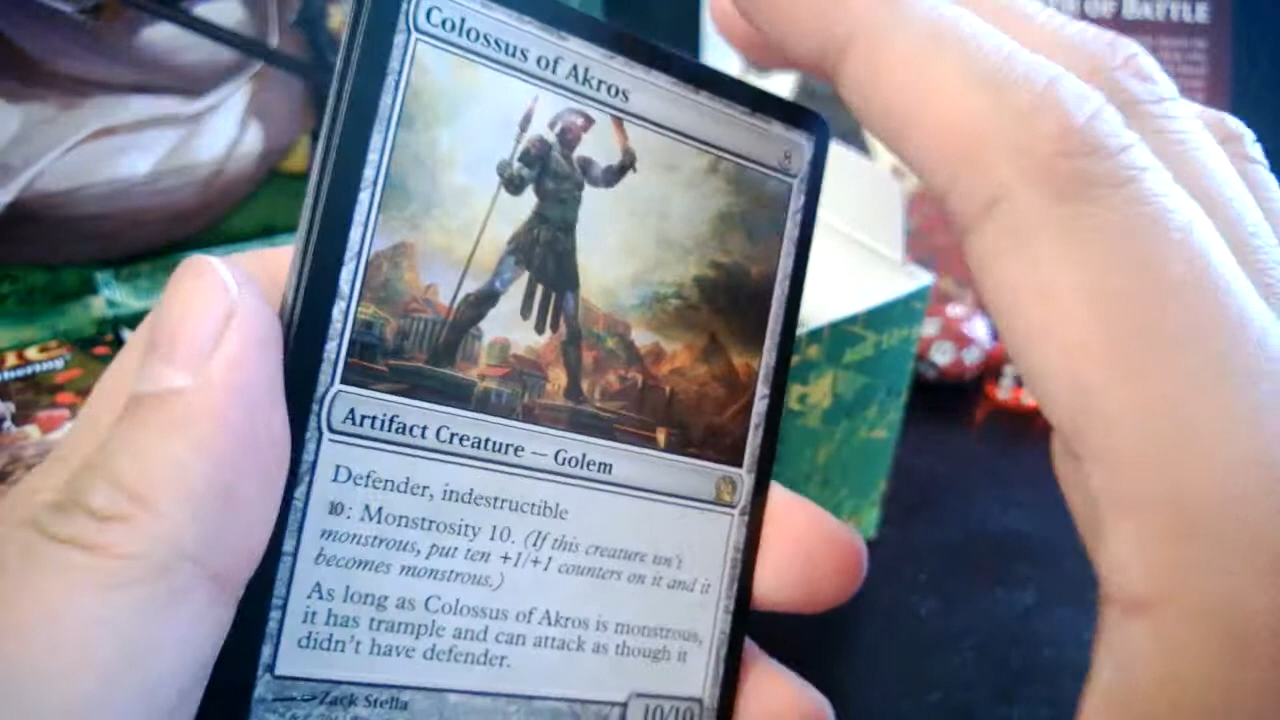 OF BATTLE
Colossus of Akros
8
Artifact Creature — Golem
Defender, indestructible
10: Monstrosity 10. (If this creature isn't
monstrous, put ten +1/+1 counters on it and it
becomes monstrous.)
As long as Colossus of Akros is monstrous,
it has trample and can attack as though it
didn't have defender.
Zack Stella
10/10